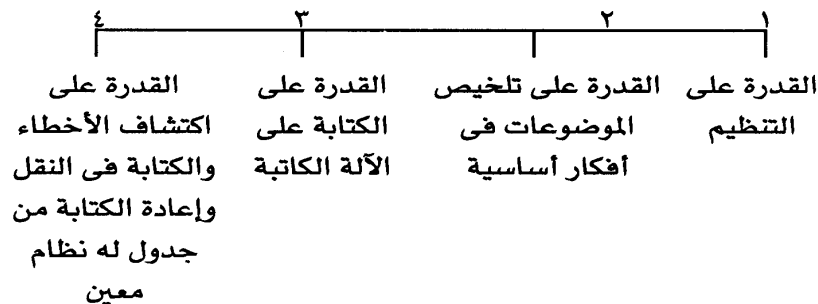 ١ ٢ ٣ ٤
القدرة على
التنظيم
القدرة على تلخيص
الموضوعات فى
أفكار أساسية
القدرة على
الكتابة على
الآلة الكاتبة
القدرة على
اكتشاف الأخطاء
والكتابة فى النقل
وإعادة الكتابة من
جدول له نظام
معين